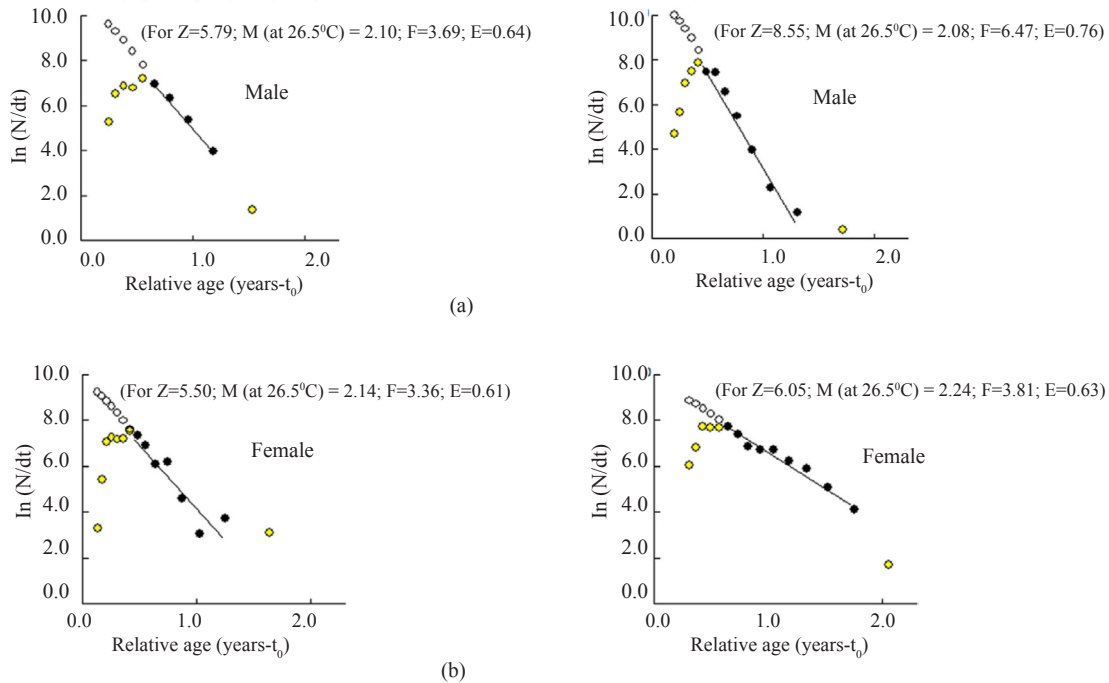 (For Z=5.79; M (at 26.5⁰C) = 2.10; F=3.69; E=0.64)
Male
10.0
8.0
6.0
4.0
2.0
0.0
In (N/dt)
0.0 1.0 2.0
Relative age (years-t₀)
(For Z=8.55; M (at 26.5⁰C) = 2.08; F=6.47; E=0.76)
Male
10.0
8.0
6.0
4.0
2.0
0.0
In (N/dt)
0.0 1.0 2.0
Relative age (years-t₀)
(a)
(For Z=5.50; M (at 26.5⁰C) = 2.14; F=3.36; E=0.61)
Female
10.0
8.0
6.0
4.0
2.0
0.0
In (N/dt)
0.0 1.0 2.0
Relative age (years-t₀)
(For Z=6.05; M (at 26.5⁰C) = 2.24; F=3.81; E=0.63)
Female
10.0
8.0
6.0
4.0
2.0
0.0
In (N/dt)
0.0 1.0 2.0
Relative age (years-t₀)
(b)